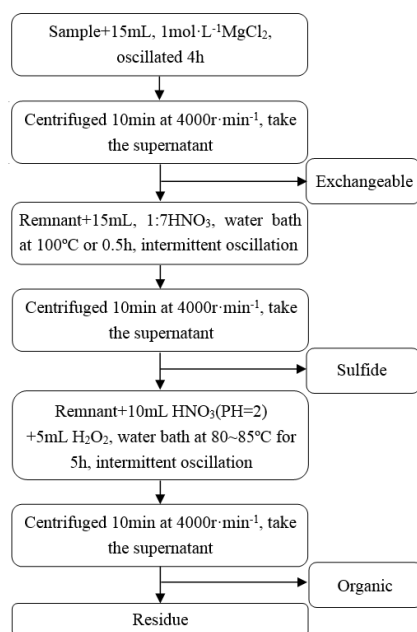 Sample+15mL, 1mol·L⁻¹MgCl₂,
oscillated 4h
Centrifuged 10min at 4000r·min⁻¹, take
the supernatant
Exchangeable
Remnant+15mL, 1:7HNO₃, water bath
at 100ºC or 0.5h, intermittent oscillation
Centrifuged 10min at 4000r·min⁻¹, take
the supernatant
Sulfide
Remnant+10mL HNO₃(PH=2)
+5mL H₂O₂, water bath at 80~85ºC for
5h, intermittent oscillation
Centrifuged 10min at 4000r·min⁻¹, take
the supernatant
Organic
Residue